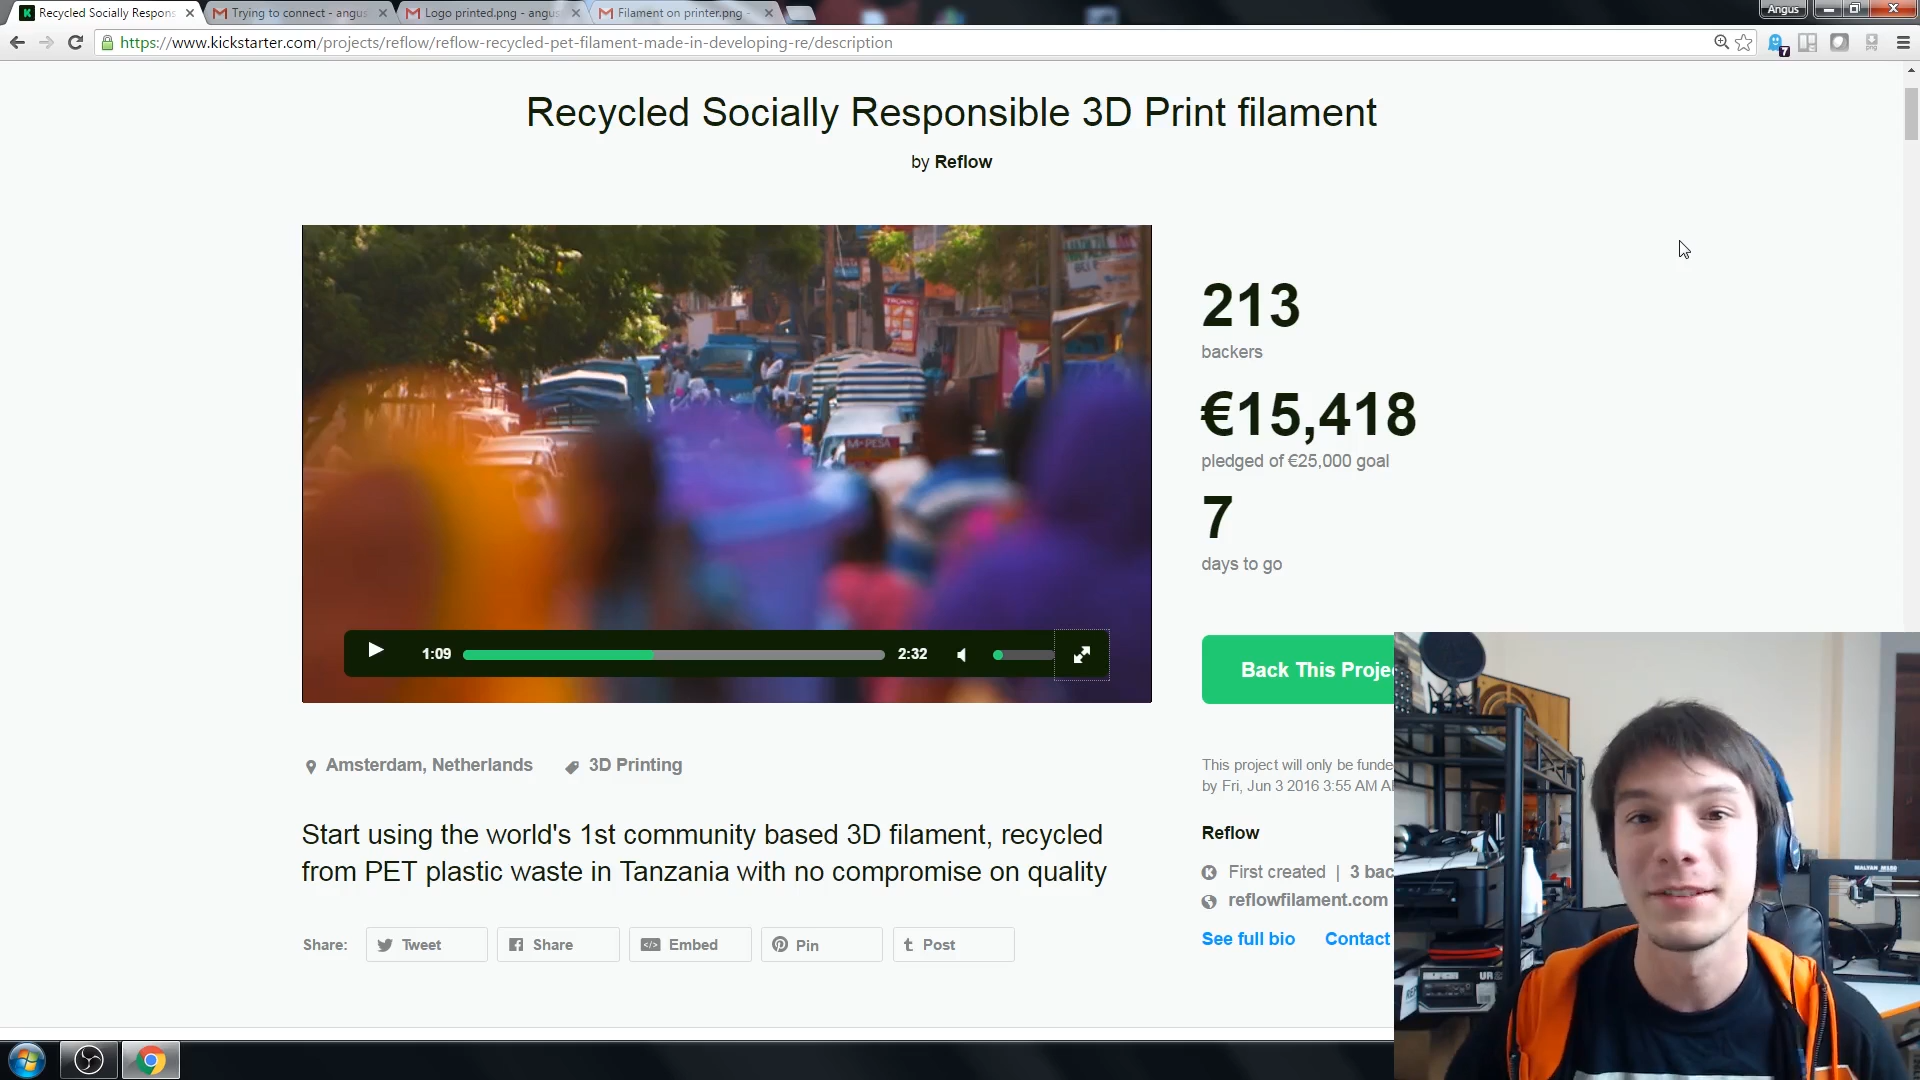 Recycled Socially Respons
Trying to connect - angus
Logo printed.png - angus
Filament on printer.png -
Angus
https://www.kickstarter.com/projects/reflow/reflow-recycled-pet-filament-made-in-developing-re/description
7
Recycled Socially Responsible 3D Print filament
by Reflow
M-PESA
1:09
2:32
213
backers
€15,418
pledged of €25,000 goal
7
days to go
Back This Projec
This project will only be funde
by Fri, Jun 3 2016 3:55 AM A
Amsterdam, Netherlands
3D Printing
Start using the world's 1st community based 3D filament, recycled
from PET plastic waste in Tanzania with no compromise on quality
Reflow
First created | 3 bac
reflowfilament.com
See full bio
Contact
Share:
Tweet
Share
Embed
Pin
Post
MALYAN M150